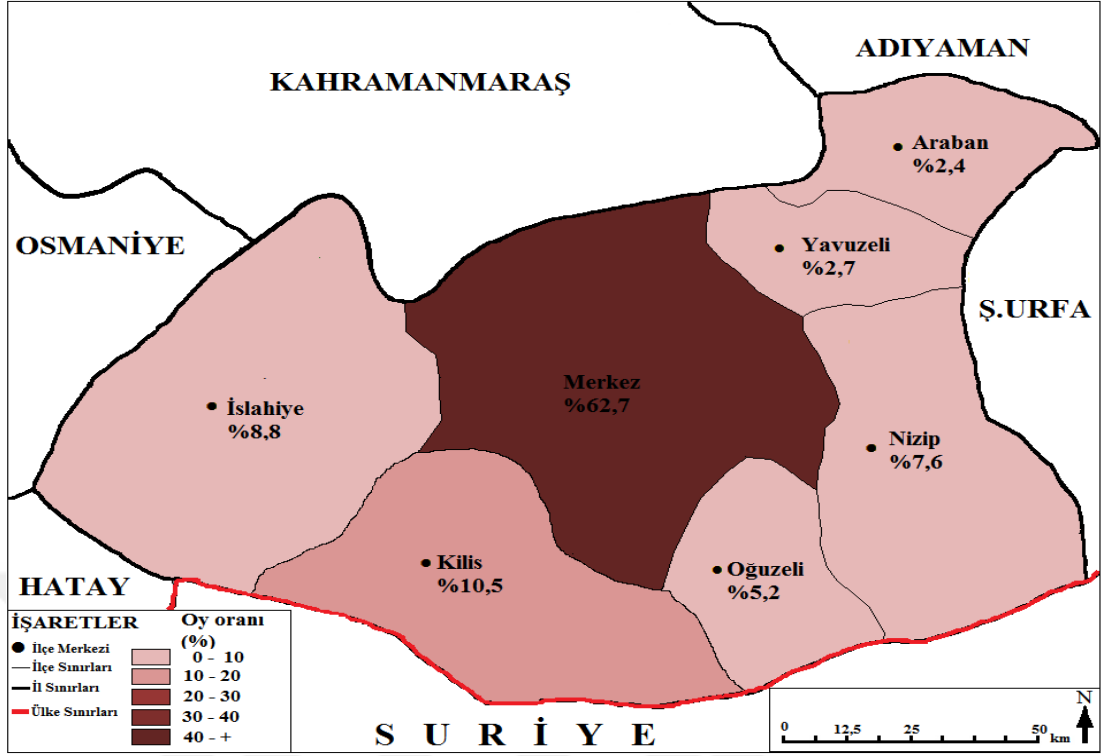 ADIYAMAN
KAHRAMANMARAŞ
Araban
%2,4
OSMANİYE
Yavuzeli
%2,7
Ş.URFA
Merkez
%62,7
İslahiye
%8,8
Nizip
%7,6
Kilis
%10,5
Oğuzeli
%5,2
HATAY
İŞARETLER
İlçe Merkezi
İlçe Sınırları
İl Sınırları
Ülke Sınırları
Oy oranı
(%)
0 - 10
10 - 20
20 - 30
30 - 40
40 - +
S U R İ Y E
N
0 12,5 25 50 km